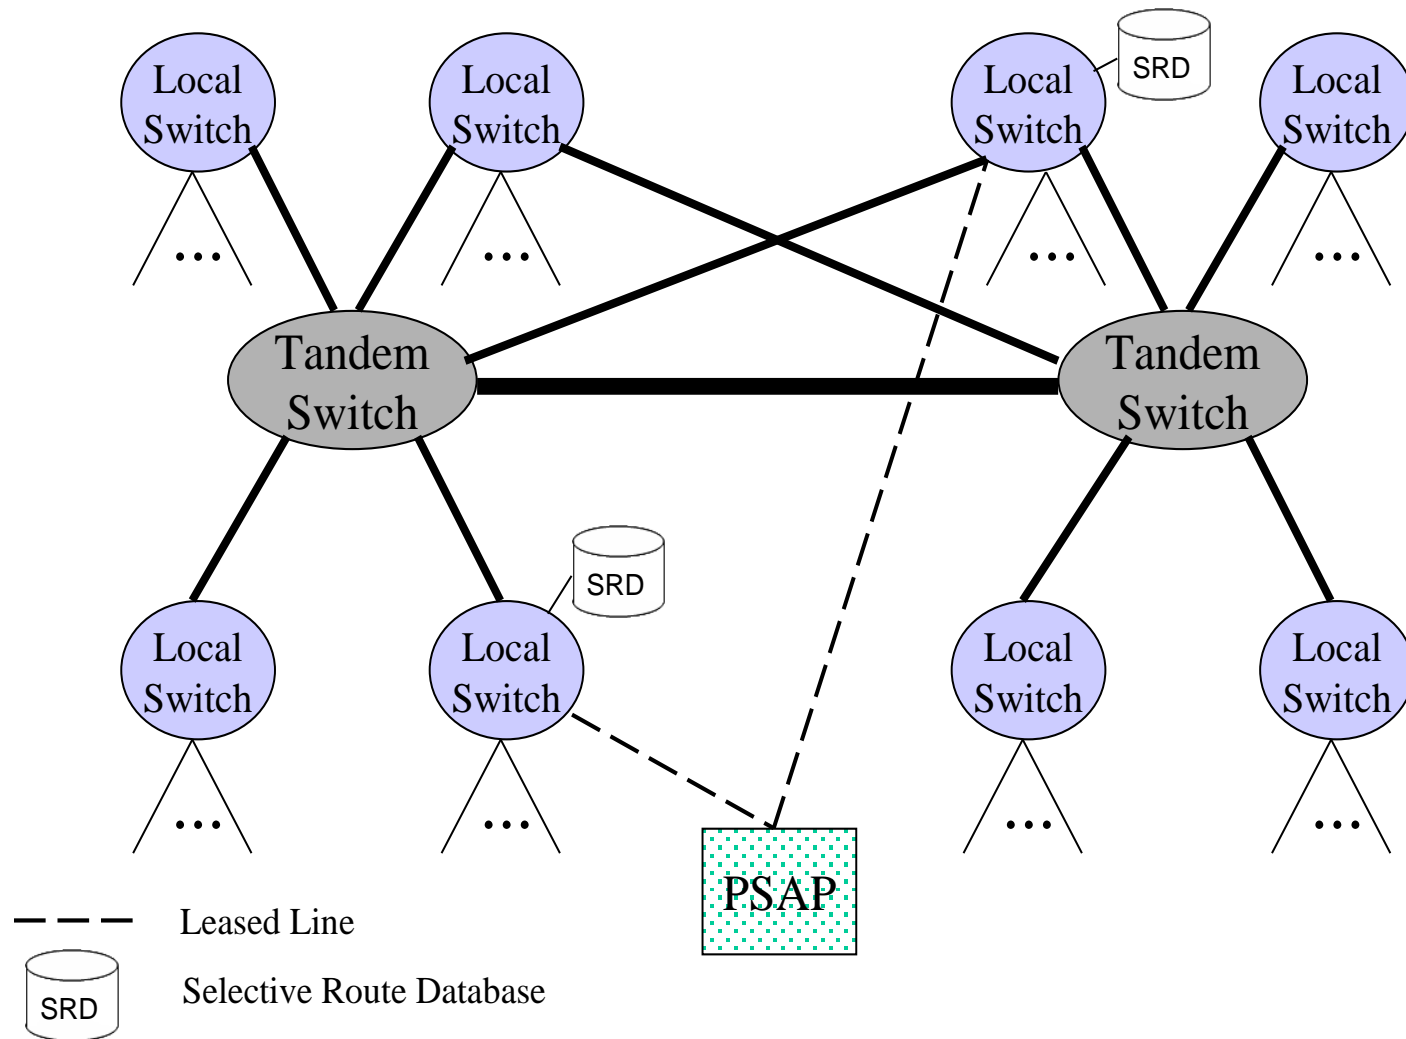 Local
Switch
Local
Switch
Local
Switch
SRD
Local
Switch
...
...
...
...
Tandem
Switch
Tandem
Switch
SRD
Local
Switch
Local
Switch
Local
Switch
Local
Switch
...
...
...
...
PSAP
Leased Line
SRD
Selective Route Database